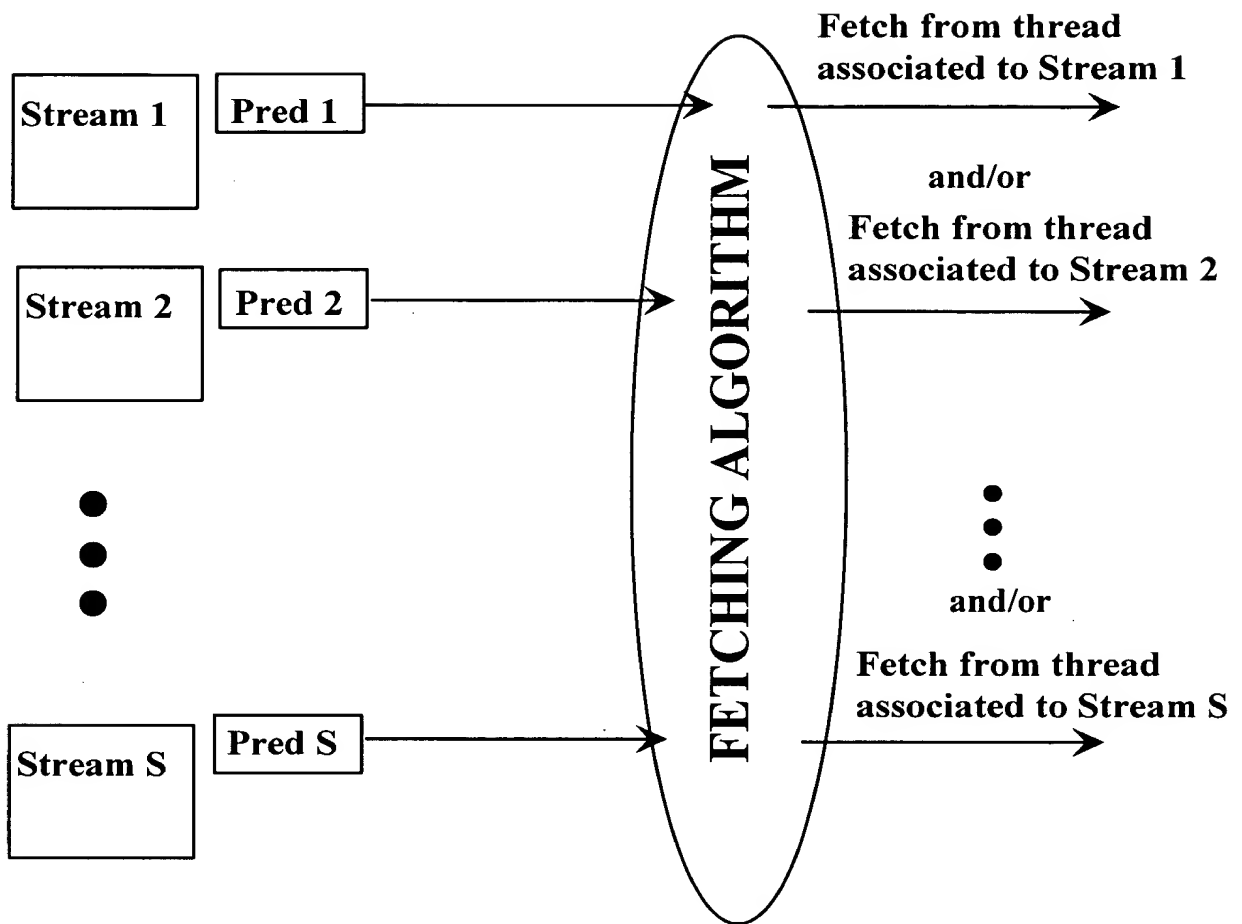 Fetch from thread
associated to Stream 1
Stream 1
Pred 1
and/or
Fetch from thread
associated to Stream 2
Stream 2
Pred 2
FETCHING ALGORITHM
and/or
Fetch from thread
associated to Stream S
Stream S
Pred S